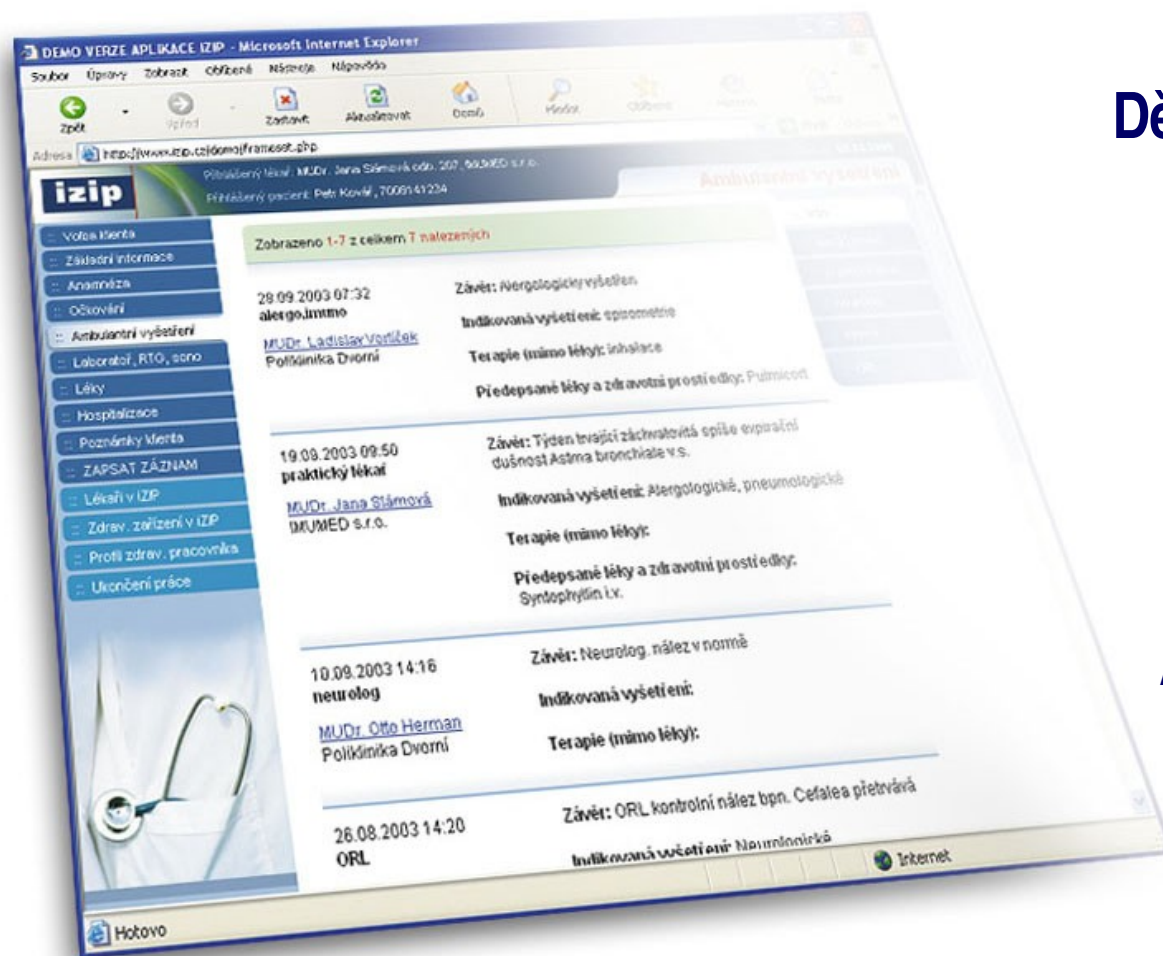 DEMO VERZE APLIKACE IZIP - Microsoft Internet Explorer
Soubor Úpravy Zobrazit Oblíbené Nástroje Nápověda
Zpět Vpřed Zastavit Aktualizovat Domů Hledat Oblíbené
Adresa http://www.izip.cz/demo/frameset.php
izip
Přihlášený lékař: MUDr. Jana Slámová odb. 207, IMUMED s.r.o.
Přihlášený pacient: Petr Kovář, 7008141234
Ambulantní vyšetření
:: Volba klienta
:: Základní informace
:: Anamnéza
:: Očkování
:: Ambulantní vyšetření
:: Laboratoř, RTG, sono
:: Léky
:: Hospitalizace
:: Poznámky klienta
:: ZAPSAT ZÁZNAM
:: Lékaři v IZIP
:: Zdrav. zařízení v IZIP
:: Profil zdrav. pracovníka
:: Ukončení práce
Zobrazeno 1-7 z celkem 7 nalezených
28.09.2003 07:32
alergo,imuno
MUDr. Ladislav Vorlíček
Poliklinika Dvorní
Závěr: Alergologicky vyšetřen
Indikovaná vyšetření: spirometrie
Terapie (mimo léky): inhalace
Předepsané léky a zdravotní prostředky: Pulmicort
19.09.2003 09:50
praktický lékař
MUDr. Jana Slámová
IMUMED s.r.o.
Závěr: Týden trvající záchvatovitá spíše expirační
dušnost Astma bronchiale v.s.
Indikovaná vyšetření: Alergologické, pneumologické
Terapie (mimo léky):
Předepsané léky a zdravotní prostředky:
Syntophyllin i.v.
10.09.2003 14:16
neurolog
MUDr. Otto Herman
Poliklinika Dvorní
Závěr: Neurolog. nález v normě
Indikovaná vyšetření:
Terapie (mimo léky):
26.08.2003 14:20
ORL
Závěr: ORL kontrolní nález bpn. Cefalea přetrvává
Indikovaná vyšetření: Neurologické
Hotovo
Internet
Dě